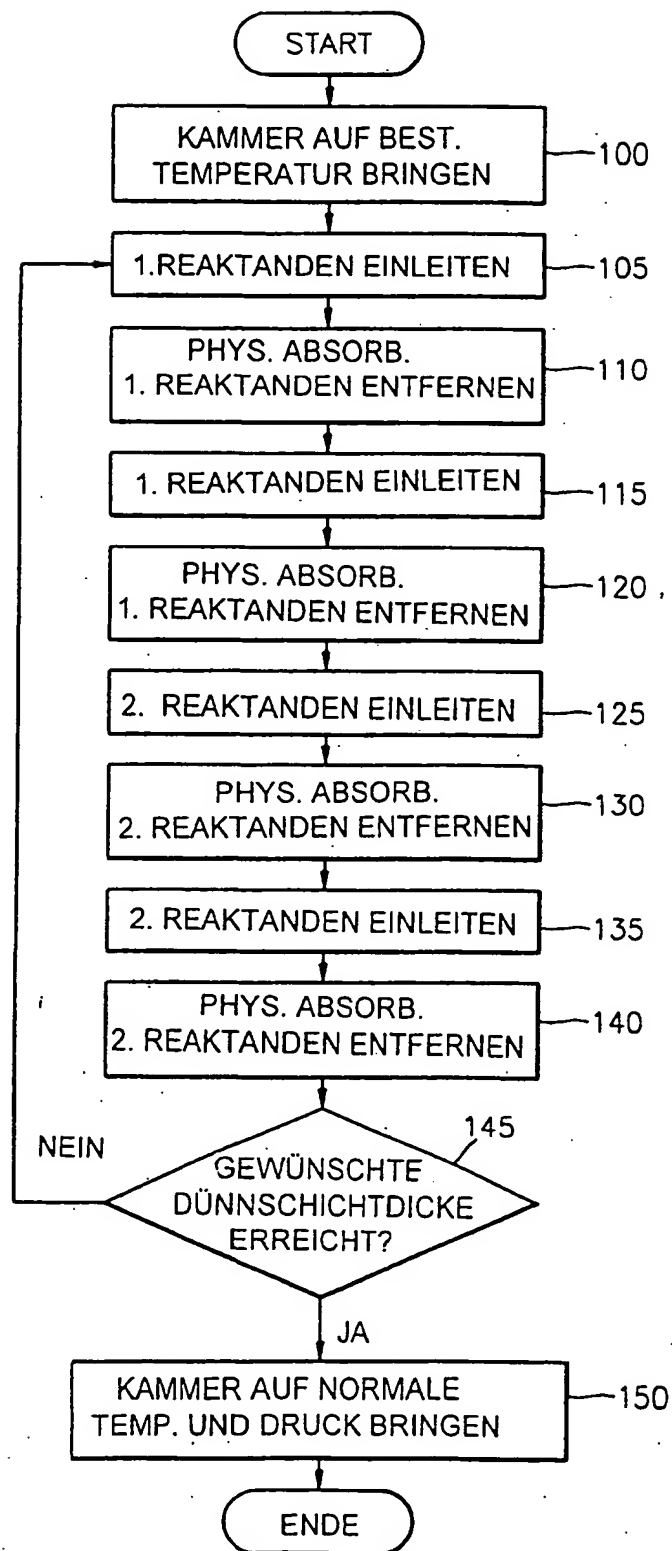 START
KAMMER AUF BEST.
TEMPERATUR BRINGEN
100
1.REAKTANDEN EINLEITEN
105
PHYS. ABSORB.
1. REAKTANDEN ENTFERNEN
110
1. REAKTANDEN EINLEITEN
115
PHYS. ABSORB.
1. REAKTANDEN ENTFERNEN
120
2. REAKTANDEN EINLEITEN
125
PHYS. ABSORB.
2. REAKTANDEN ENTFERNEN
130
2. REAKTANDEN EINLEITEN
135
PHYS. ABSORB.
2. REAKTANDEN ENTFERNEN
140
145
NEIN
GEWÜNSCHTE
DÜNNSCHICHTDICKE
ERREICHT?
JA
KAMMER AUF NORMALE
TEMP. UND DRUCK BRINGEN
150
ENDE